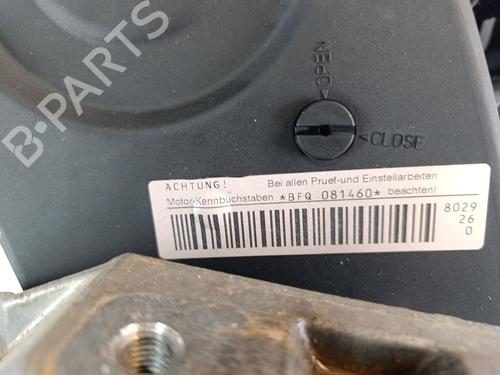 B-PARTS
OPEN
CLOSE
ACHTUNG! Bei allen Pruef-und Einstellarbeiten
Motor-Kennbuchstaben *BFQ 081460* beachten!
8029
26
0